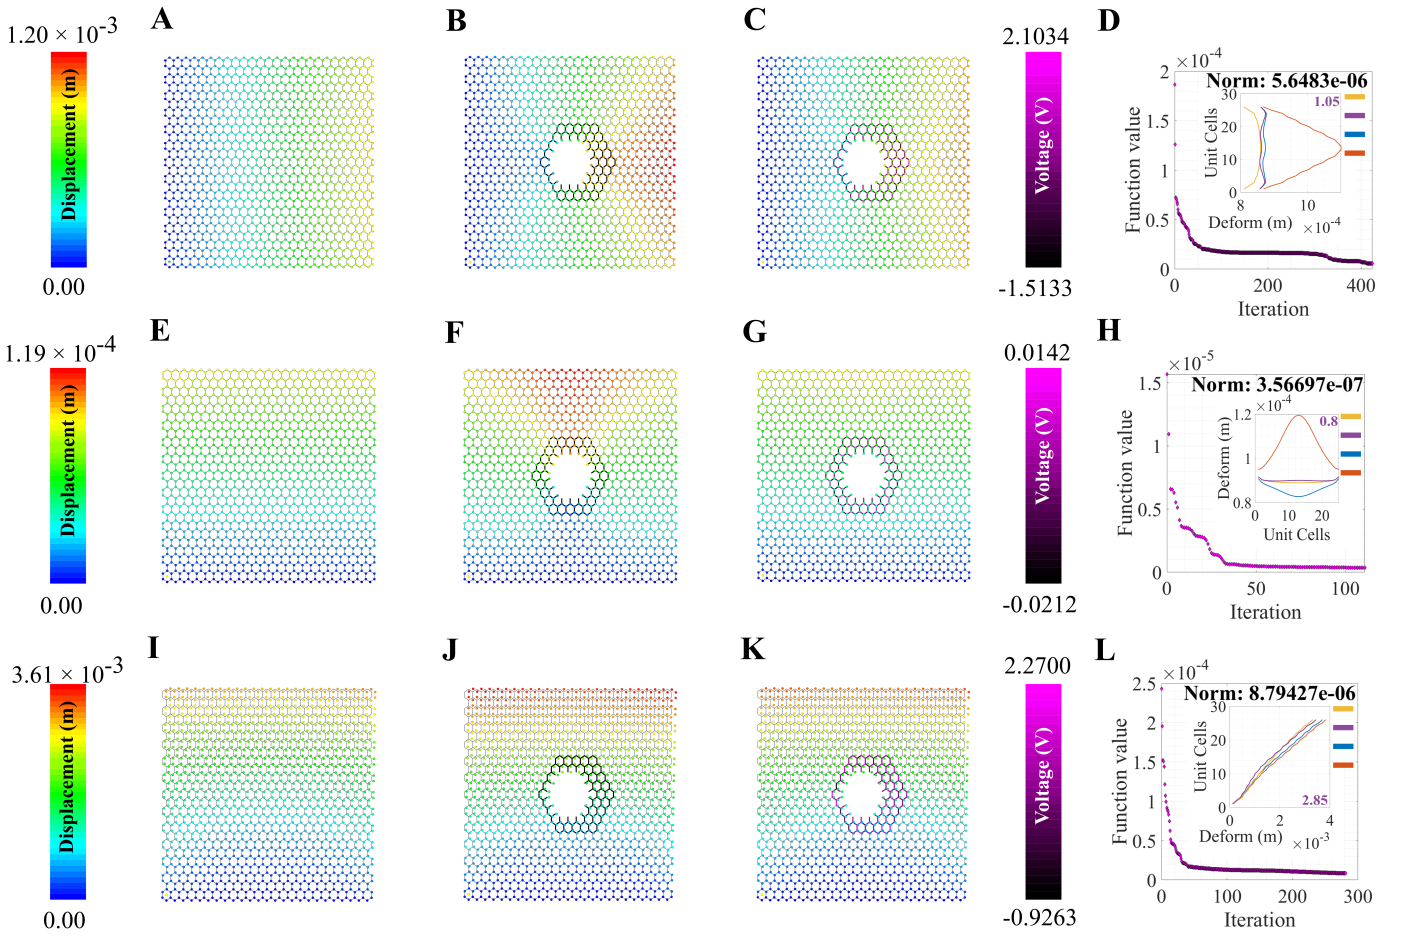 A
B
C
D
1.20 × 10-3
Displacement (m)
0.00
2.1034
Voltage (V)
-1.5133
×10-4
Norm: 5.6483e-06
2
1.5
1
0.5
0
Function value
0
200
400
Iteration
30
20
10
0
Unit Cells
1.05
8
10
Deform (m)
×10-4
E
F
G
H
1.19 × 10-4
Displacement (m)
0.00
0.0142
Voltage (V)
-0.0212
×10-5
Norm: 3.56697e-07
1.5
1
0.5
0
Function value
0
50
100
Iteration
×10-4
1.2
1
0.8
Deform (m)
0.8
0
10
20
Unit Cells
I
J
K
L
3.61 × 10-3
Displacement (m)
0.00
2.2700
Voltage (V)
-0.9263
×10-4
Norm: 8.79427e-06
2.5
2
1.5
1
0.5
0
Function value
0
100
200
300
Iteration
30
20
10
0
Unit Cells
2.85
0
2
4
Deform (m)
×10-3